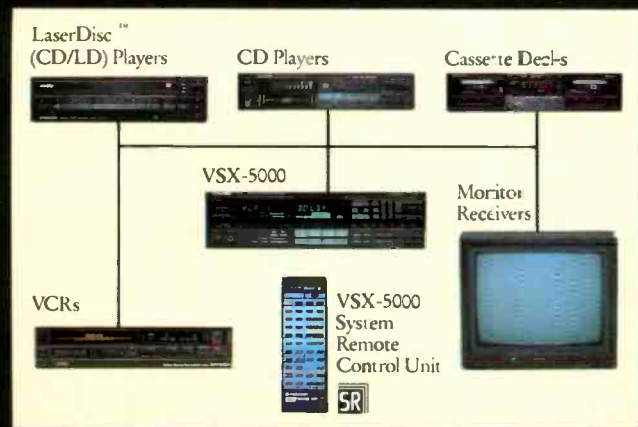 LaserDisc™
(CD/LD) Players
CD Players
Cassette Decks
VSX-5000
Monitor
Receivers
VCRs
VSX-5000
System
Remote
Control Unit
SR